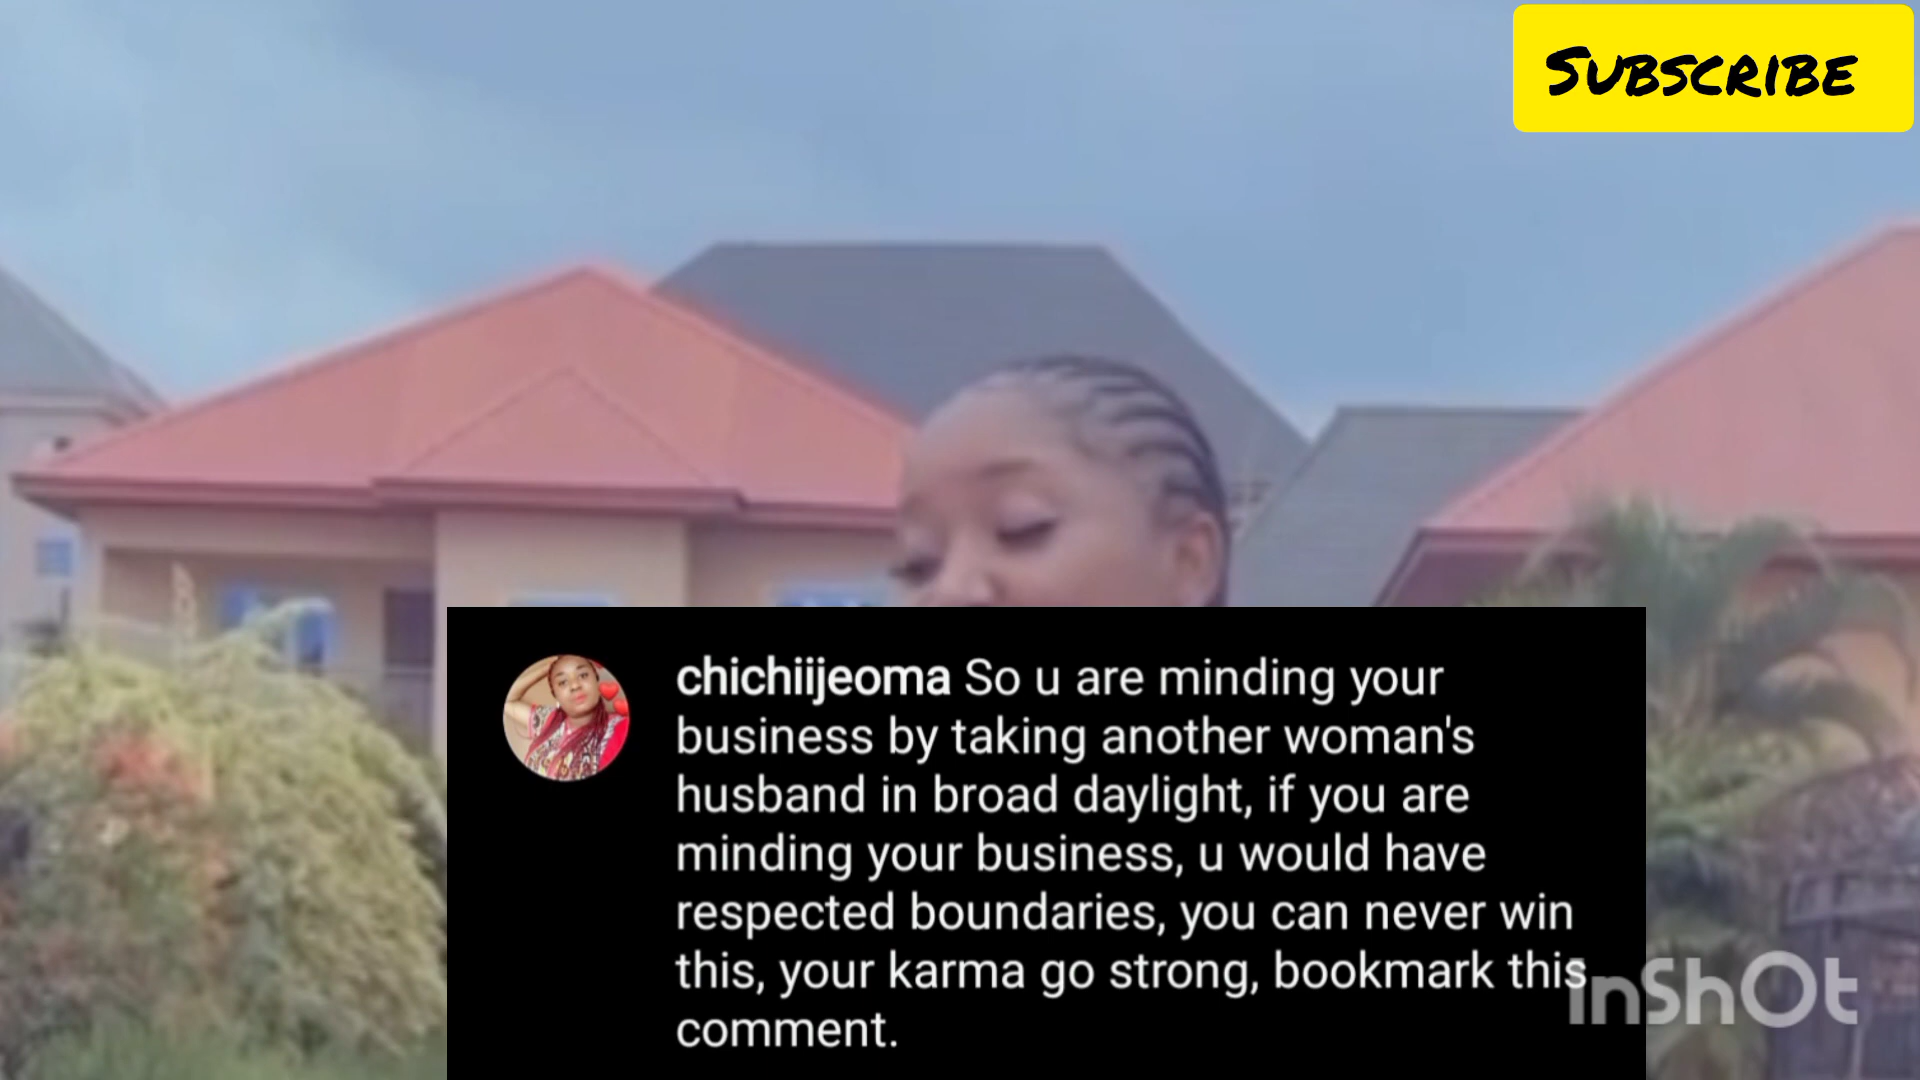 SUBSCRIBE
chichiijeoma So u are minding your
business by taking another woman's
husband in broad daylight, if you are
minding your business, u would have
respected boundaries, you can never win
this, your karma go strong, bookmark this
comment.
InShOt